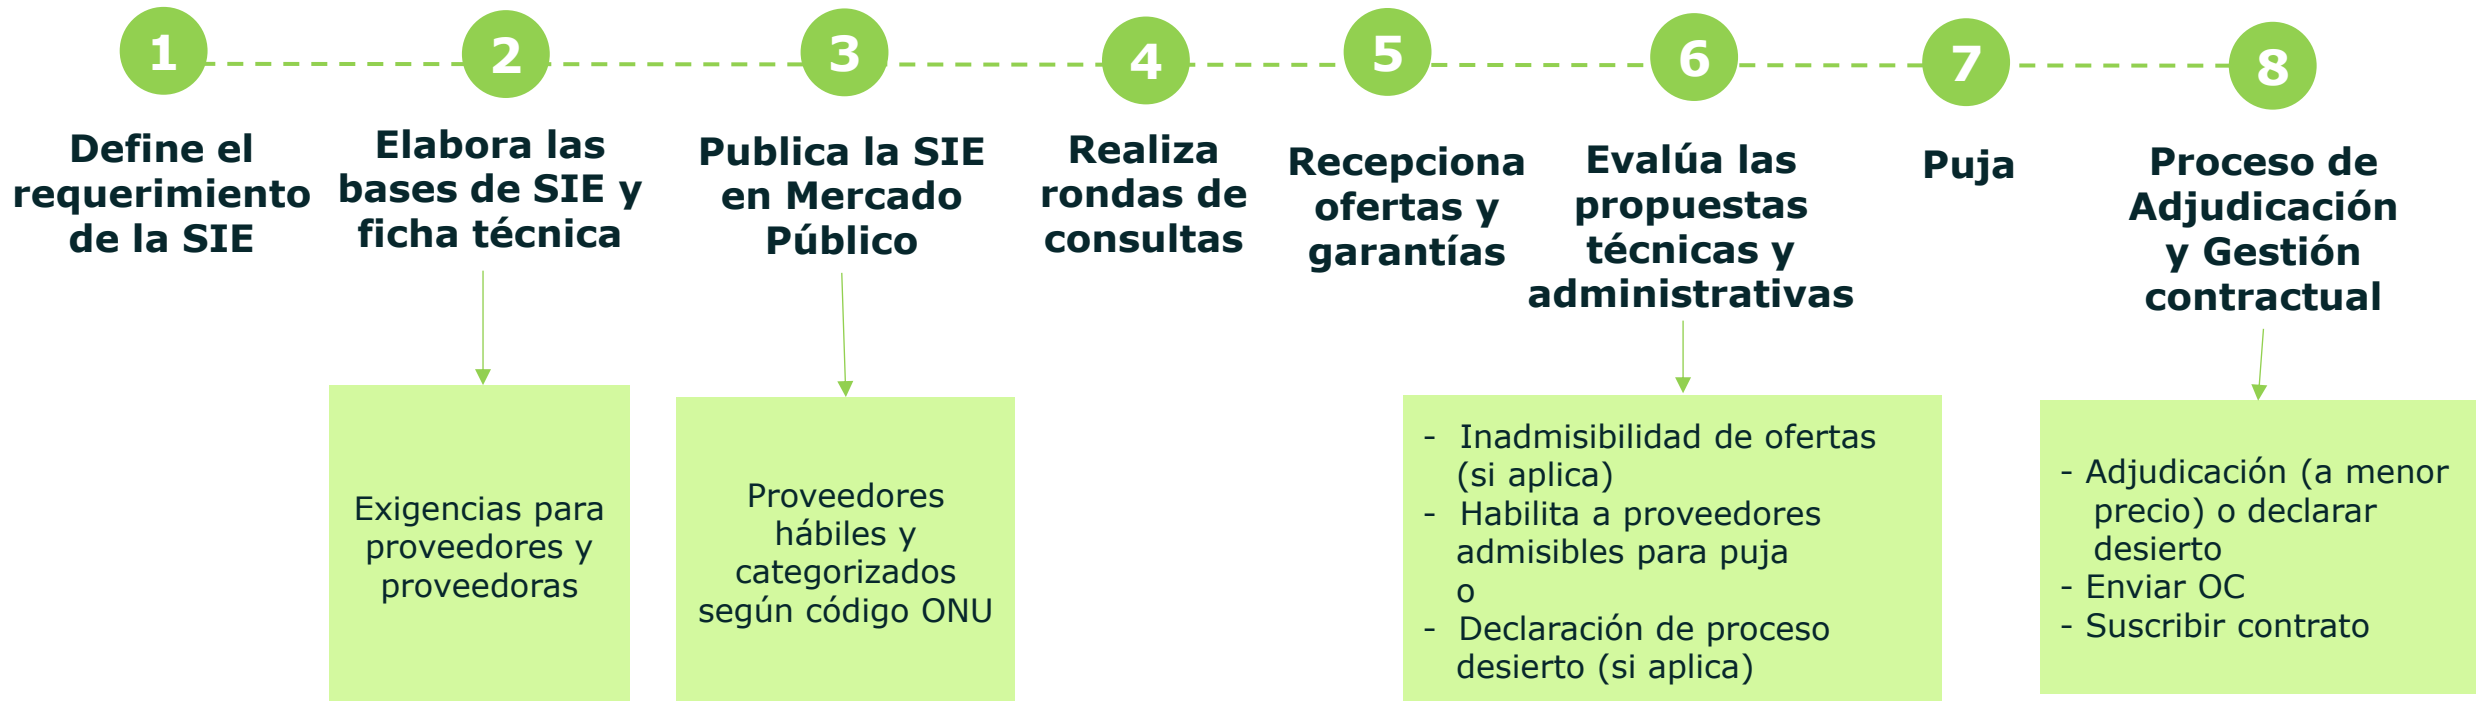 1
Define el
requerimiento
de la SIE
2
Elabora las
bases de SIE y
ficha técnica
Exigencias para
proveedores y
proveedoras
3
Publica la SIE
en Mercado
Público
Proveedores
hábiles y
categorizados
según código ONU
4
Realiza
rondas de
consultas
5
Recepciona
ofertas y
garantías
6
Evalúa las
propuestas
técnicas y
administrativas
- Inadmisibilidad de ofertas
(si aplica)
- Habilita a proveedores
admisibles para puja
o
- Declaración de proceso
desierto (si aplica)
7
Puja
8
Proceso de
Adjudicación
y Gestión
contractual
- Adjudicación (a menor
precio) o declarar
desierto
- Enviar OC
- Suscribir contrato